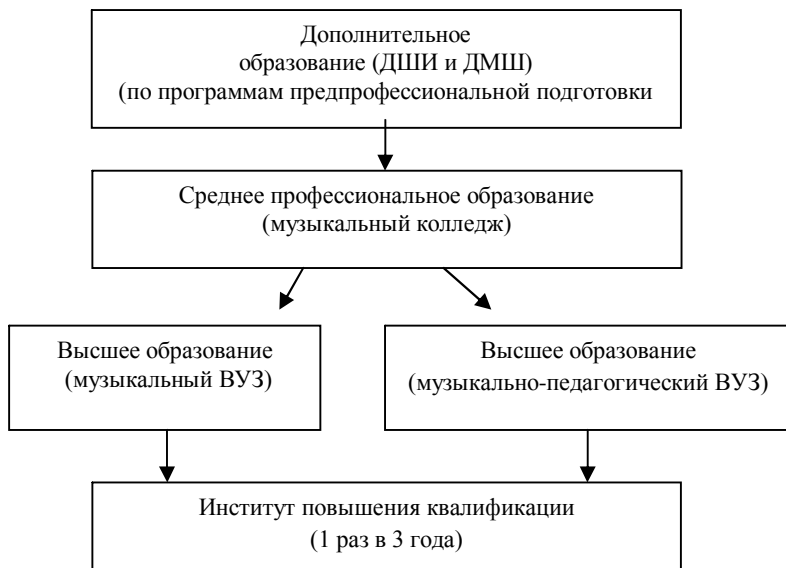 Дополнительное
образование (ДШИ и ДМШ)
(по программам предпрофессиональной подготовки
Среднее профессиональное образование
(музыкальный колледж)
Высшее образование
(музыкальный ВУЗ)
Высшее образование
(музыкально-педагогический ВУЗ)
Институт повышения квалификации
(1 раз в 3 года)